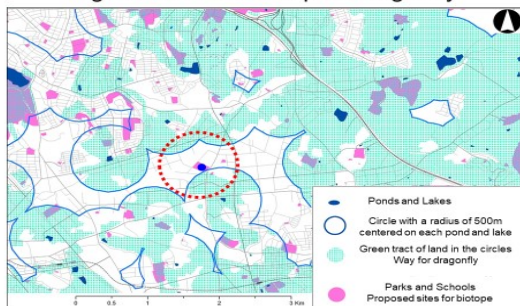 Ponds and Lakes
Circle with a radius of 500m
centered on each pond and lake
Green tract of land in the circles
Way for dragonfly
Parks and Schools
Proposed sites for biotope
0 0.5 1 2 3 Km